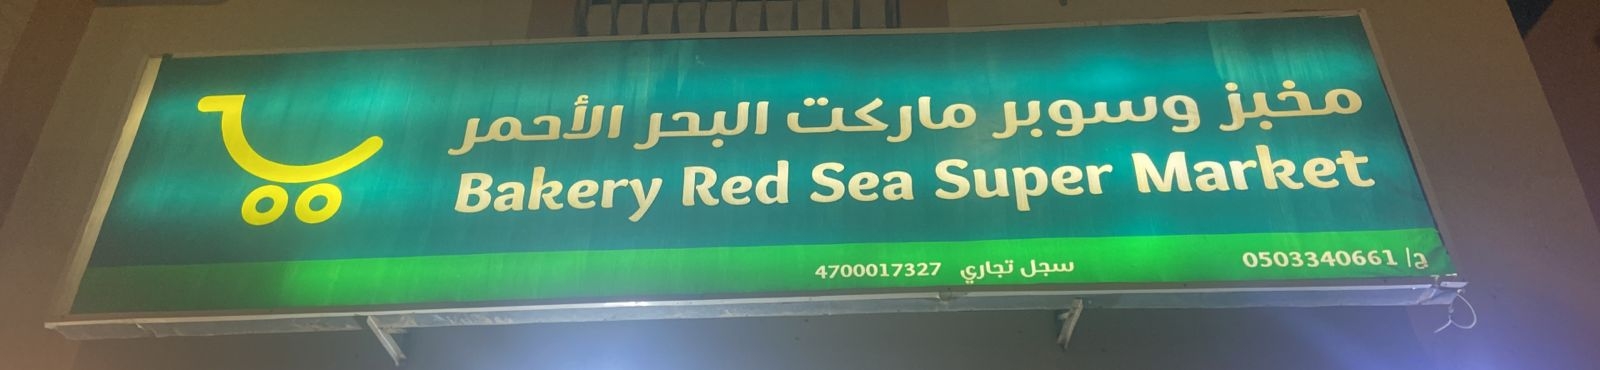 مخبز وسوبر ماركت البحر الأحمر
Bakery Red Sea Super Market
ج/ 0503340661
سجل تجاري 4700017327